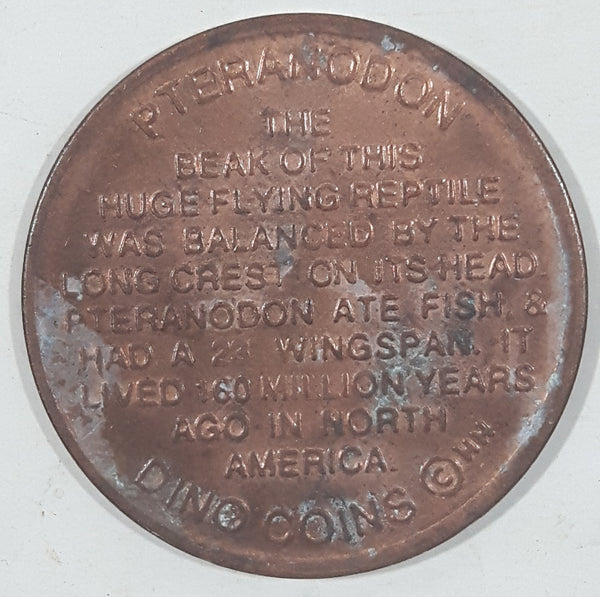 PTERANODON
THE
BEAK OF THIS
HUGE FLYING REPTILE
WAS BALANCED BY THE
LONG CREST ON ITS HEAD.
PTERANODON ATE FISH, &
HAD A WINGSPAN. IT
LIVED 160 MILLION YEARS
AGO IN NORTH
AMERICA.
DINO COINS ©